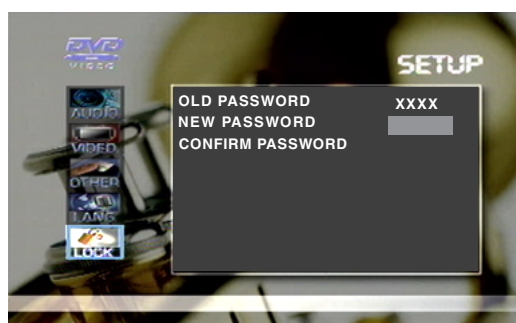 DVD
VIDEO
SETUP
AUDIO
VIDEO
OTHER
LANG
LOCK
OLD PASSWORD XXXX
NEW PASSWORD
CONFIRM PASSWORD